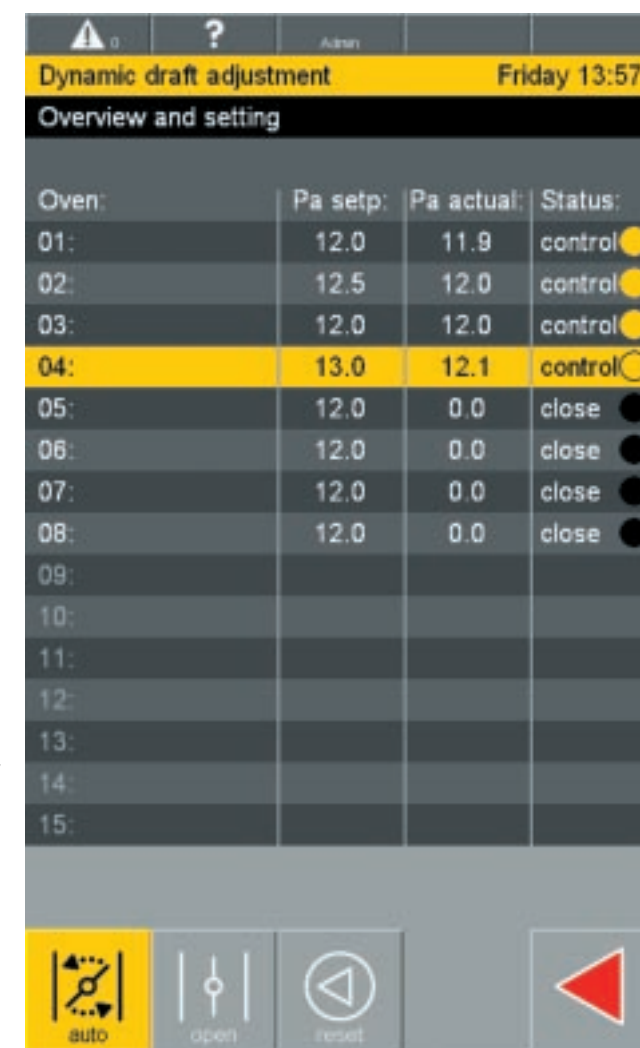 0 ? Admin
Dynamic draft adjustment Friday 13:57
Overview and setting
Oven: Pa setp: Pa actual: Status:
01: 12.0 11.9 control
02: 12.5 12.0 control
03: 12.0 12.0 control
04: 13.0 12.1 control
05: 12.0 0.0 close
06: 12.0 0.0 close
07: 12.0 0.0 close
08: 12.0 0.0 close
09:
10:
11:
12:
13:
14:
15:
auto open reset